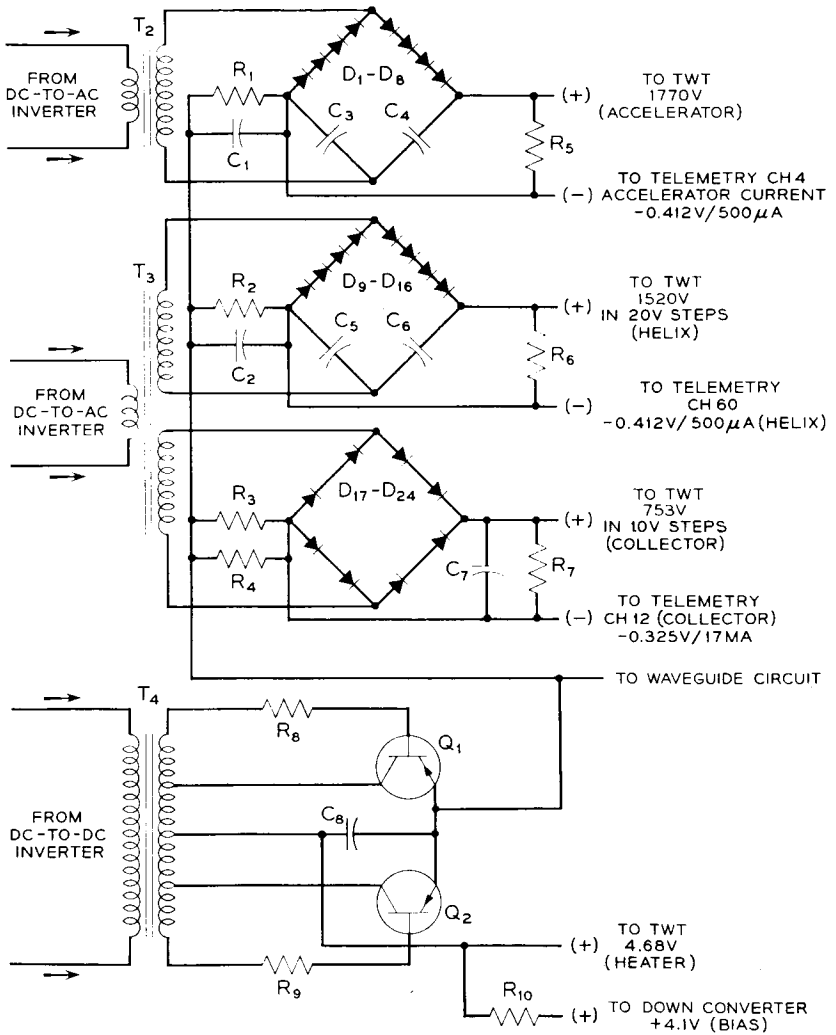 T2
FROM
DC-TO-AC
INVERTER
R1
C1
D1-D8
C3
C4
R5
(+)
TO TWT
1770V
(ACCELERATOR)
(-)
TO TELEMETRY CH 4
ACCELERATOR CURRENT
-0.412V/500μA
T3
R2
C2
D9-D16
C5
C6
R6
(+)
TO TWT
1520V
IN 20V STEPS
(HELIX)
(-)
TO TELEMETRY
CH 60
-0.412V/500μA (HELIX)
FROM
DC-TO-AC
INVERTER
R3
R4
D17-D24
C7
R7
(+)
TO TWT
753V
IN 10V STEPS
(COLLECTOR)
(-)
TO TELEMETRY
CH 12 (COLLECTOR)
-0.325V/17MA
TO WAVEGUIDE CIRCUIT
T4
FROM
DC-TO-DC
INVERTER
R8
Q1
C8
Q2
R9
(+)
TO TWT
4.68V
(HEATER)
R10
(+)
TO DOWN CONVERTER
+4.1V (BIAS)